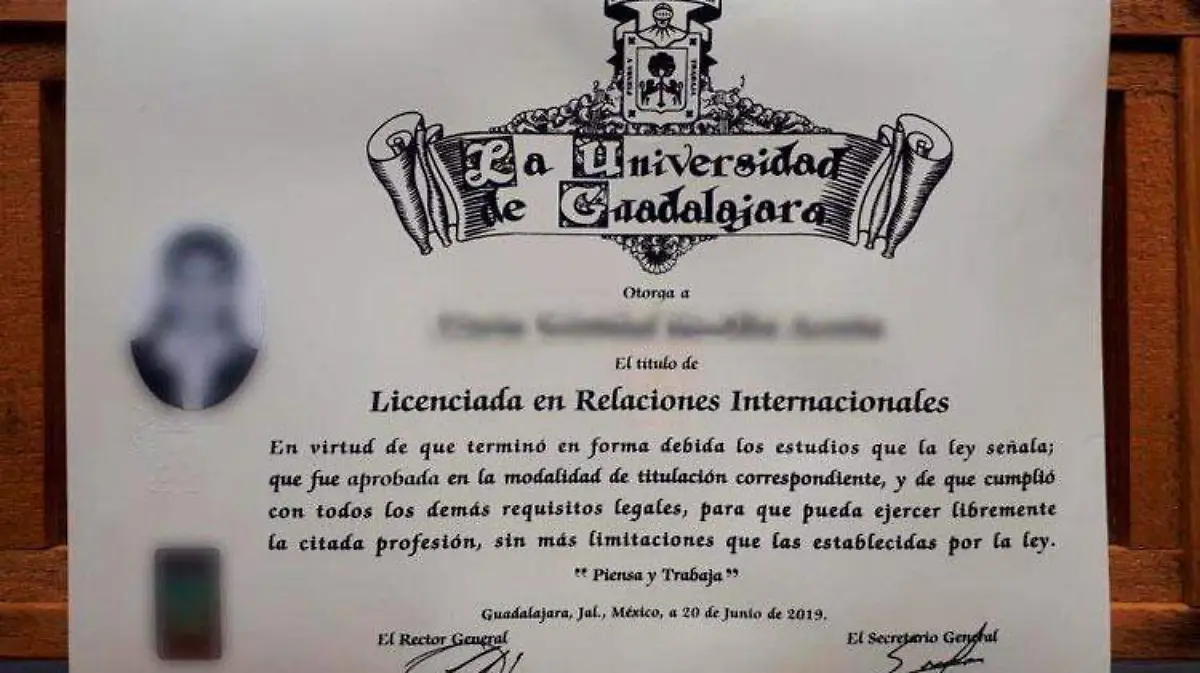 PIENSA Y TRABAJA
La Universidad
de Guadalajara
Otorga a
El título de
Licenciada en Relaciones Internacionales
En virtud de que terminó en forma debida los estudios que la ley señala;
que fue aprobada en la modalidad de titulación correspondiente, y de que cumplió
con todos los demás requisitos legales, para que pueda ejercer libremente
la citada profesión, sin más limitaciones que las establecidas por la ley.
“ Piensa y Trabaja ”
Guadalajara, Jal., México, a 20 de Junio de 2019.
El Rector General
El Secretario General